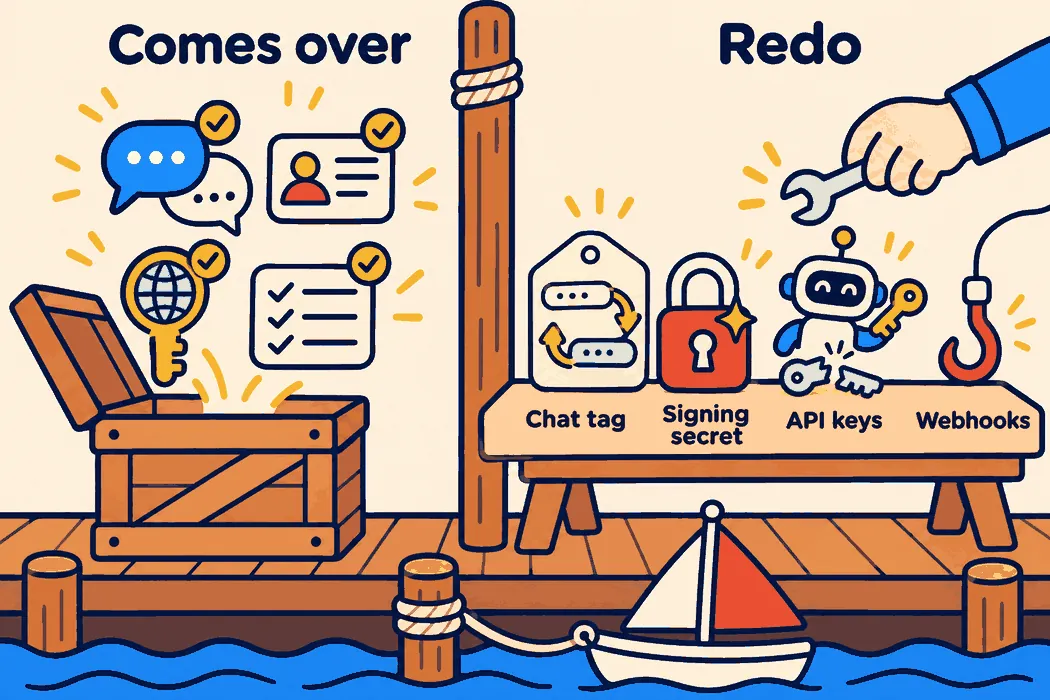 Comes over
Redo
Chat tag
Signing
secret
API keys
Webhooks